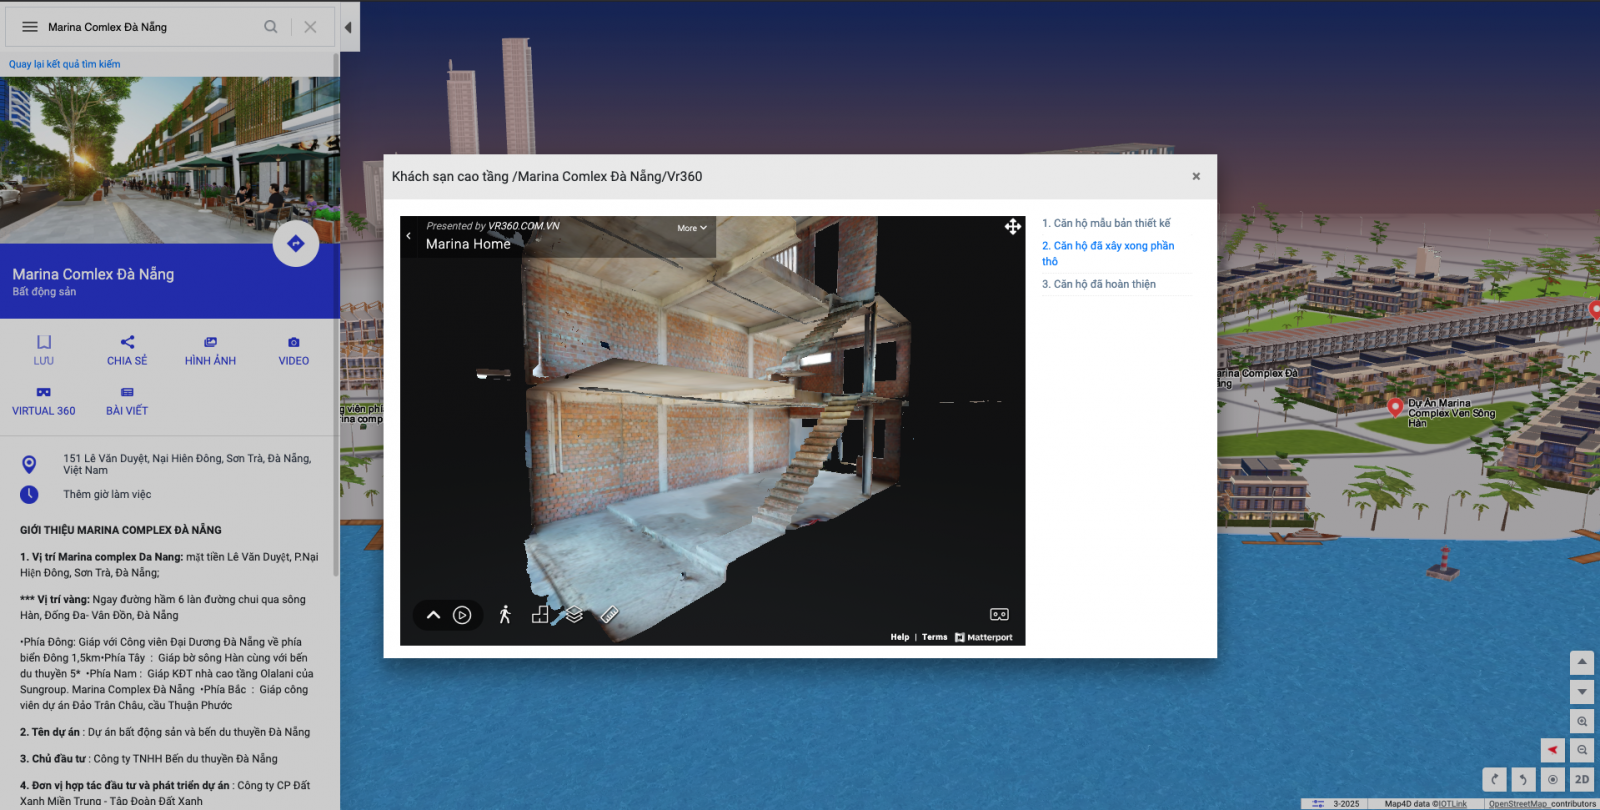 Marina Comlex Đà Nẵng
Quay lại kết quả tìm kiếm
Marina Comlex Đà Nẵng
Bất động sản
LƯU
CHIA SẺ
HÌNH ẢNH
VIDEO
VIRTUAL 360
BÀI VIẾT
151 Lê Văn Duyệt, Nại Hiên Đông, Sơn Trà, Đà Nẵng,
Việt Nam
Thêm giờ làm việc
GIỚI THIỆU MARINA COMPLEX ĐÀ NẴNG
1. Vị trí Marina complex Da Nang: mặt tiền Lê Văn Duyệt, P.Nại
Hiện Đông, Sơn Trà, Đà Nẵng;
*** Vị trí vàng: Ngay đường hầm 6 làn đường chui qua sông
Hàn, Đống Đa- Vân Đồn, Đà Nẵng
•Phía Đông: Giáp với Công viên Đại Dương Đà Nẵng về phía
biển Đông 1,5km•Phía Tây : Giáp bờ sông Hàn cùng với bến
du thuyền 5* •Phía Nam : Giáp KĐT nhà cao tầng Olalani của
Sungroup. Marina Complex Đà Nẵng •Phía Bắc : Giáp công
viên dự án Đảo Trân Châu, cầu Thuận Phước
2. Tên dự án : Dự án bất động sản và bến du thuyền Đà Nẵng
3. Chủ đầu tư : Công ty TNHH Bến du thuyền Đà Nẵng
4. Đơn vị hợp tác đầu tư và phát triển dự án : Công ty CP Đất
Xanh Miền Trung - Tập Đoàn Đất Xanh
Khách sạn cao tầng /Marina Comlex Đà Nẵng/Vr360
×
Presented by VR360.COM.VN
Marina Home
More
1. Căn hộ mẫu bản thiết kế
2. Căn hộ đã xây xong phần
thô
3. Căn hộ đã hoàn thiện
Help | Terms Matterport
g viên phí
rina comp
arina Complex Đà
ẵng
Dự Án Marina
Complex Ven Sông
Hàn
2D
3-2025
Map4D data ©IOTLink
OpenStreetMap contributors